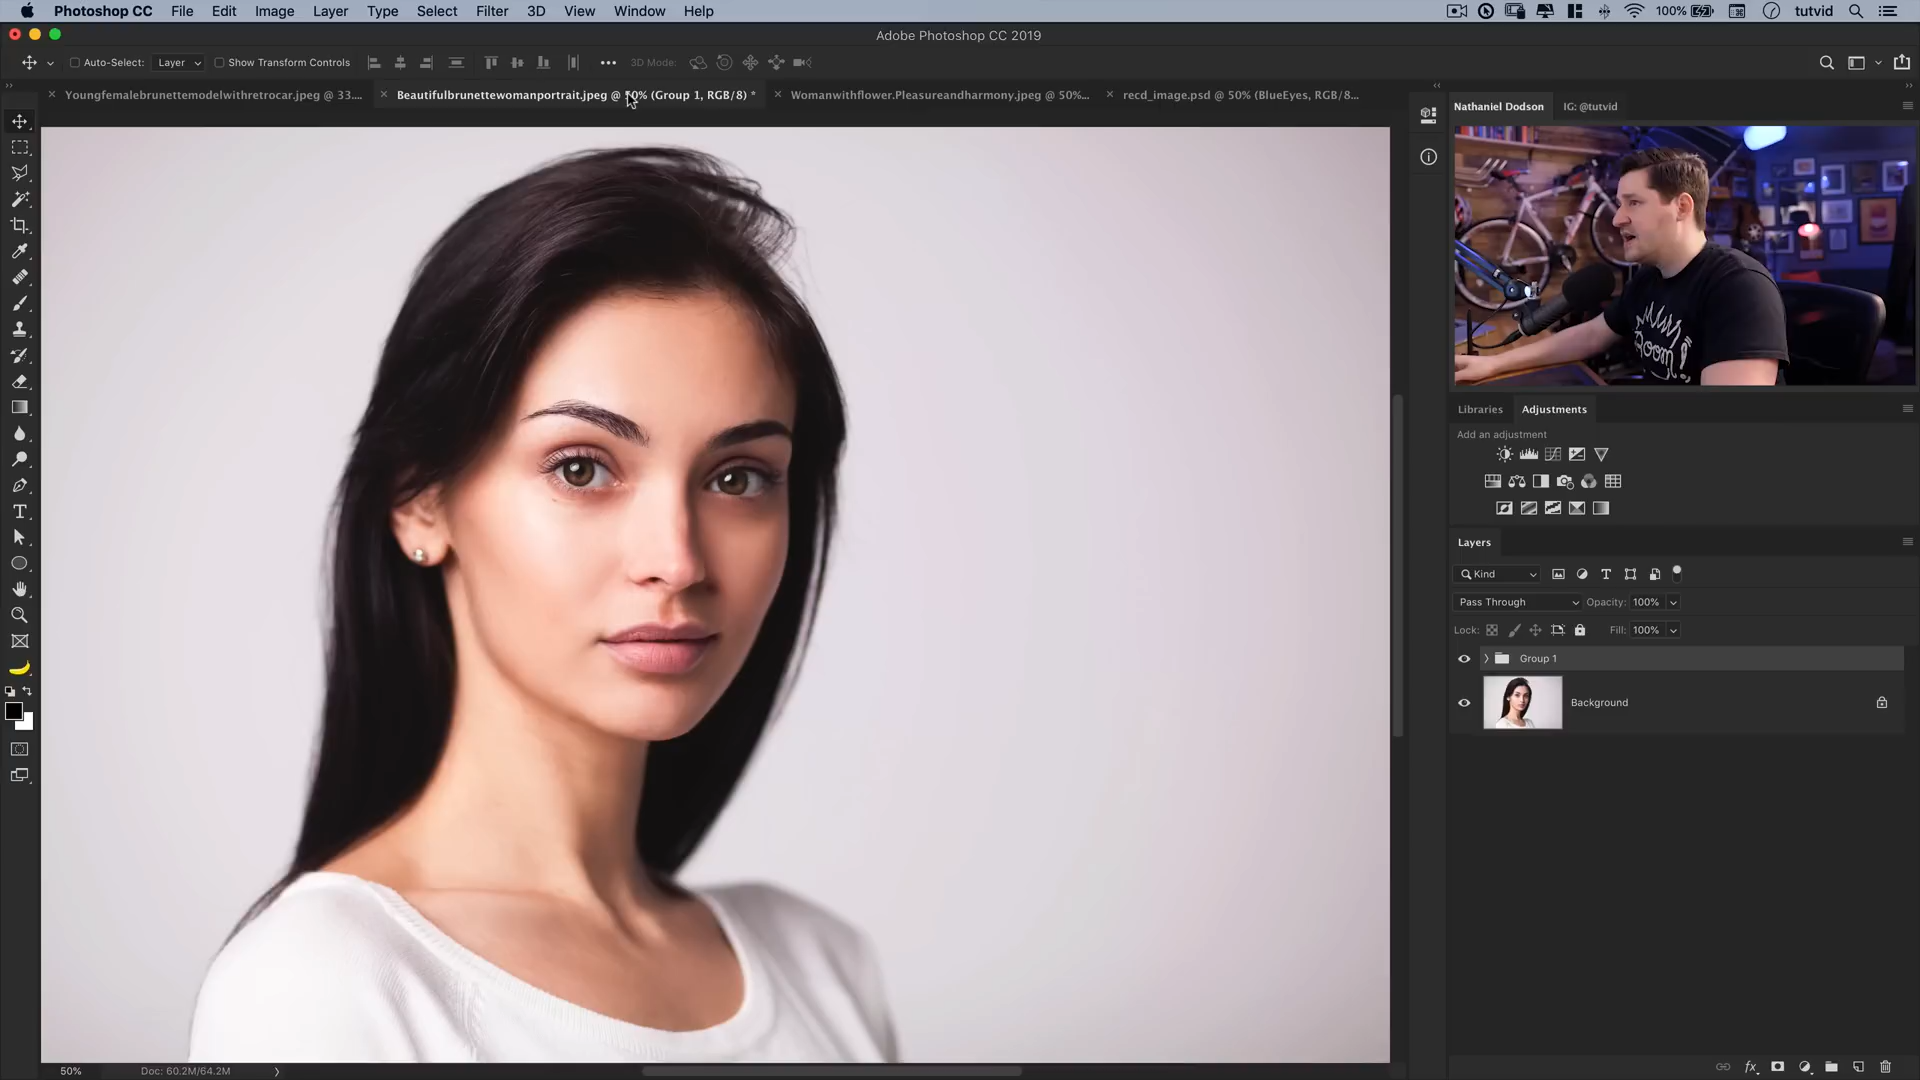 Photoshop CC File Edit Image Layer Type Select Filter 3D View Window Help 100% tutvid
Adobe Photoshop CC 2019
Auto-Select: Layer Show Transform Controls 3D Mode:
Youngfemalebrunettemodelwithretrocar.jpeg @ 33.... Beautifulbrunettewomanportrait.jpeg @ 50% (Group 1, RGB/8) * Womanwithflower.Pleasureandharmony.jpeg @ 50%... recd_image.psd @ 50% (BlueEyes, RGB/8...
Nathaniel Dodson IG: @tutvid
Libraries Adjustments
Add an adjustment
Layers
Kind
Pass Through Opacity: 100%
Lock: Fill: 100%
Group 1
Background
50% Doc: 60.2M/64.2M
fx